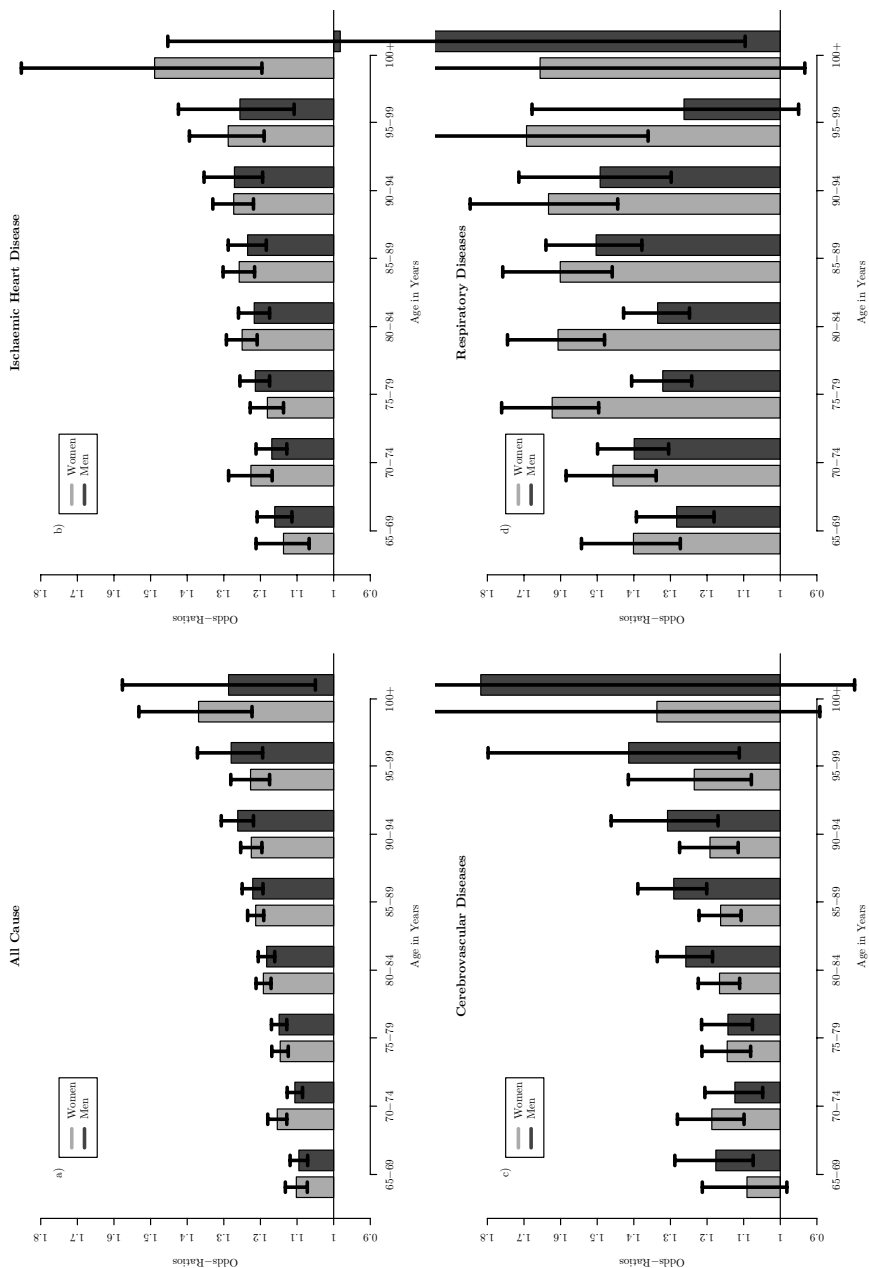 All Cause
a)
Women
Men
Odds−Ratios
1.8
1.7
1.6
1.5
1.4
1.3
1.2
1.1
1
0.9
65−69 70−74 75−79 80−84 85−89 90−94 95−99 100+
Age in Years
Ischaemic Heart Disease
b)
Women
Men
Odds−Ratios
1.8
1.7
1.6
1.5
1.4
1.3
1.2
1.1
1
0.9
65−69 70−74 75−79 80−84 85−89 90−94 95−99 100+
Age in Years
Cerebrovascular Diseases
c)
Women
Men
Odds−Ratios
1.8
1.7
1.6
1.5
1.4
1.3
1.2
1.1
1
0.9
65−69 70−74 75−79 80−84 85−89 90−94 95−99 100+
Age in Years
Respiratory Diseases
d)
Women
Men
Odds−Ratios
1.8
1.7
1.6
1.5
1.4
1.3
1.2
1.1
1
0.9
65−69 70−74 75−79 80−84 85−89 90−94 95−99 100+
Age in Years